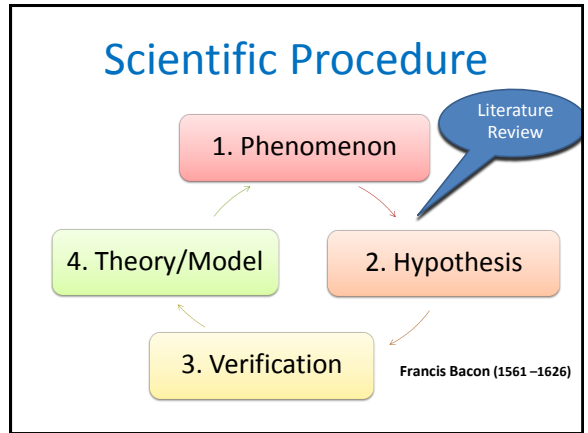 Scientific Procedure
Literature
Review
1. Phenomenon
4. Theory/Model
2. Hypothesis
3. Verification
Francis Bacon (1561 –1626)